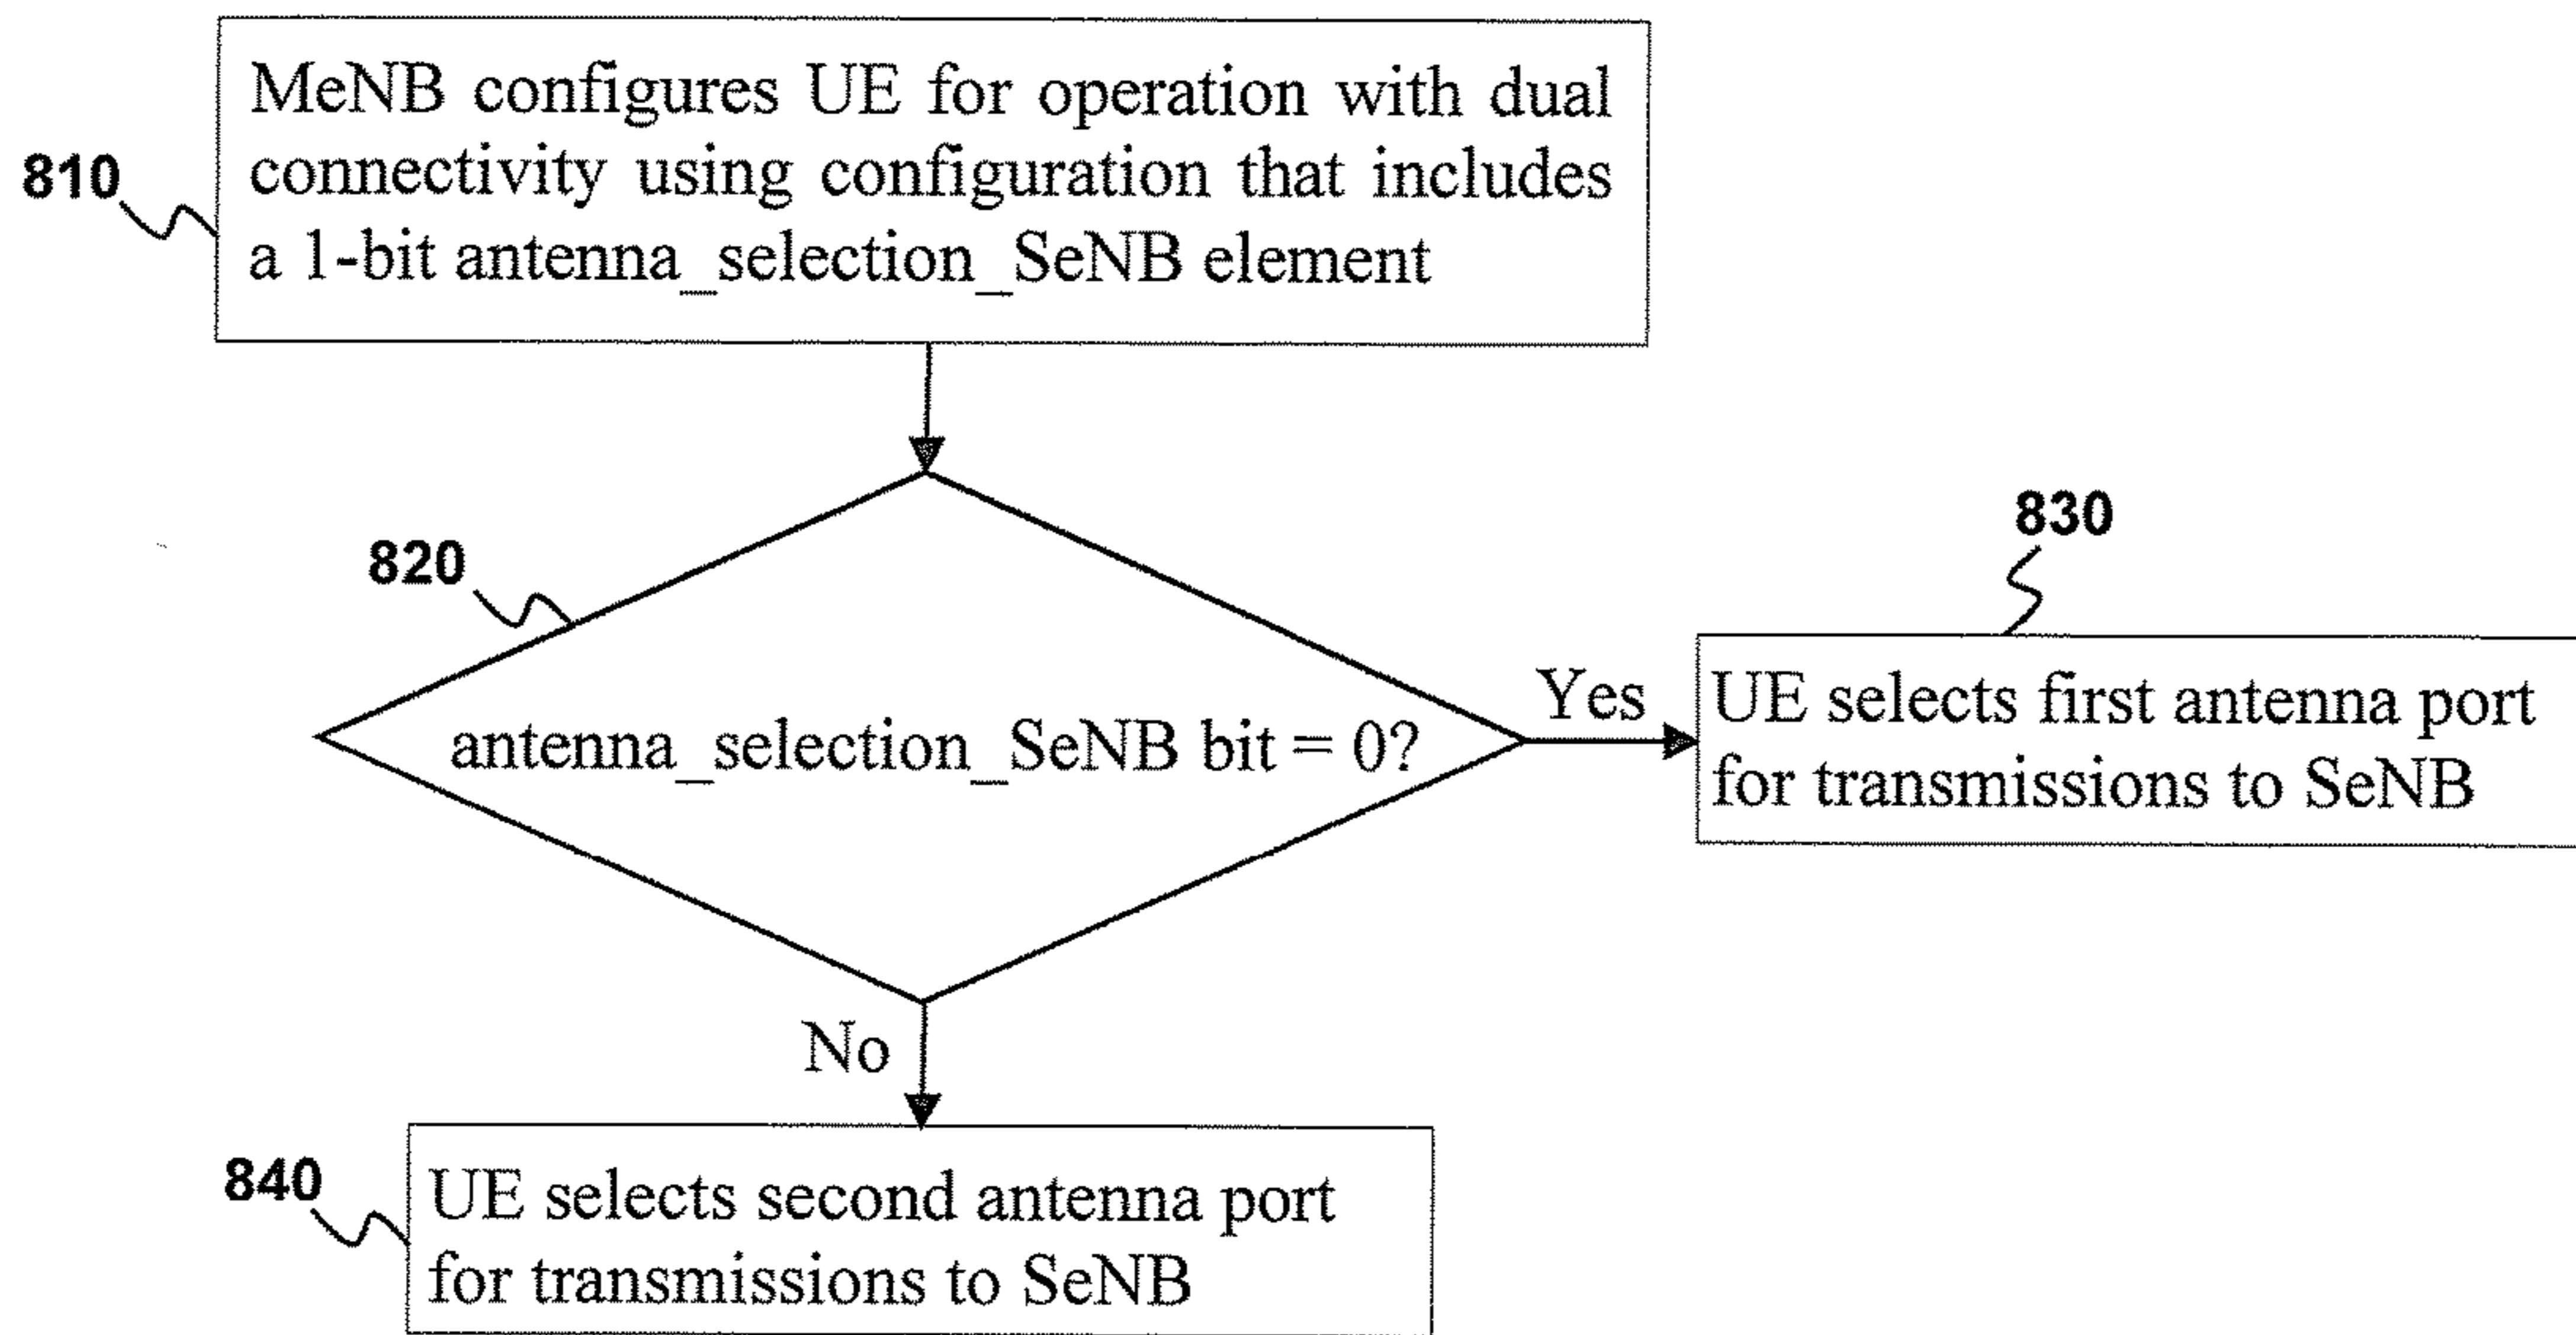 MeNB configures UE for operation with dual
connectivity using configuration that includes
a 1-bit antenna_selection_SeNB element
810
820
antenna_selection_SeNB bit = 0?
Yes
830
UE selects first antenna port
for transmissions to SeNB
No
840
UE selects second antenna port
for transmissions to SeNB